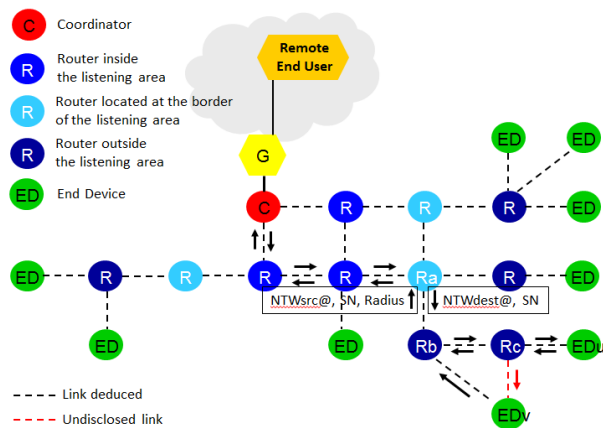 C Coordinator
R Router inside
the listening area
R Router located at the border
of the listening area
R Router outside
the listening area
ED End Device
Remote
End User
G
ED ED
C R R R ED
ED R R R R Ra R ED
NTWsrc@, SN, Radius NTWdest@, SN
ED ED Rb Rc EDu
EDv
Link deduced
Undisclosed link